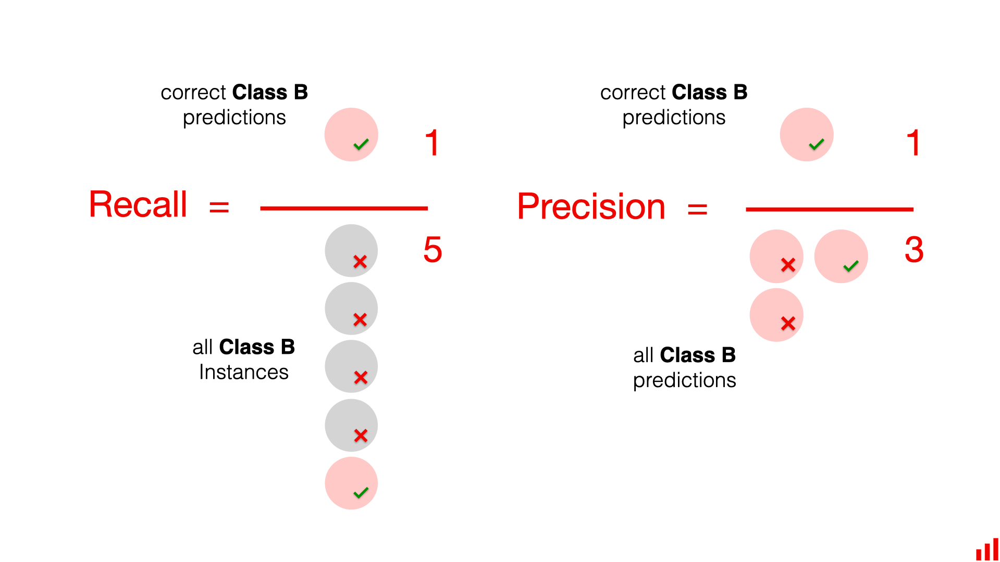 correct Class B
predictions
1
Recall =
5
all Class B
Instances
correct Class B
predictions
1
Precision =
3
all Class B
predictions